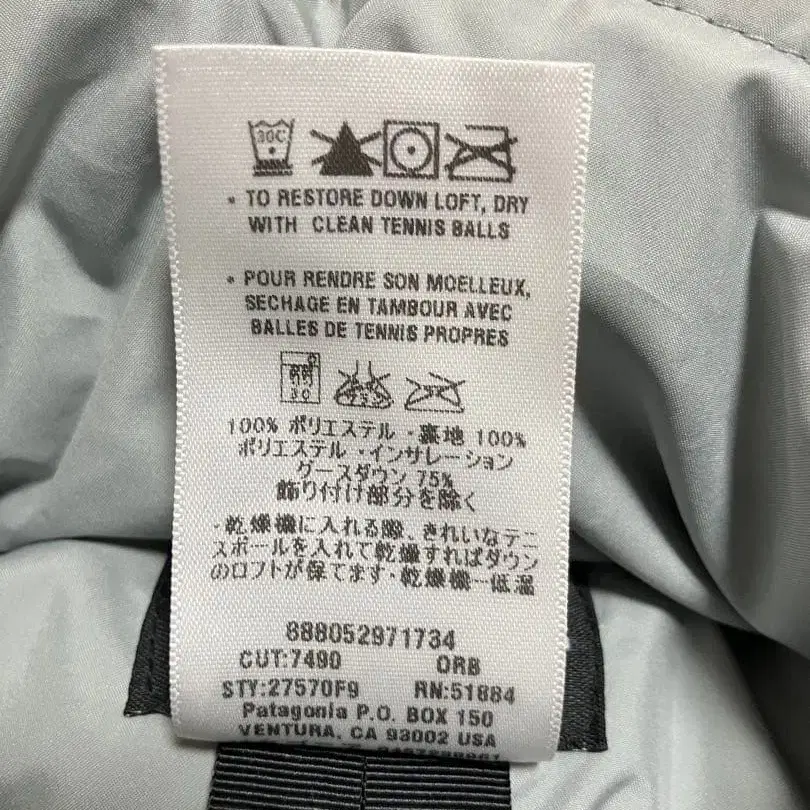 30C
• TO RESTORE DOWN LOFT, DRY
WITH CLEAN TENNIS BALLS
• POUR RENDRE SON MOELLEUX,
SECHAGE EN TAMBOUR AVEC
BALLES DE TENNIS PROPRES
30
100% ポリエステル・裏地 100%
ポリエステル・インサレーション
グースダウン 75%
飾り付け部分を除く
・乾燥機に入れる際、きれいなテニ
スボールを入れて乾燥すればダウン
のロフトが保てます・乾燥機ー低温
888052971734
CUT:7490 ORB
STY:27570F9 RN:51884
Patagonia P.O. BOX 150
VENTURA, CA 93002 USA